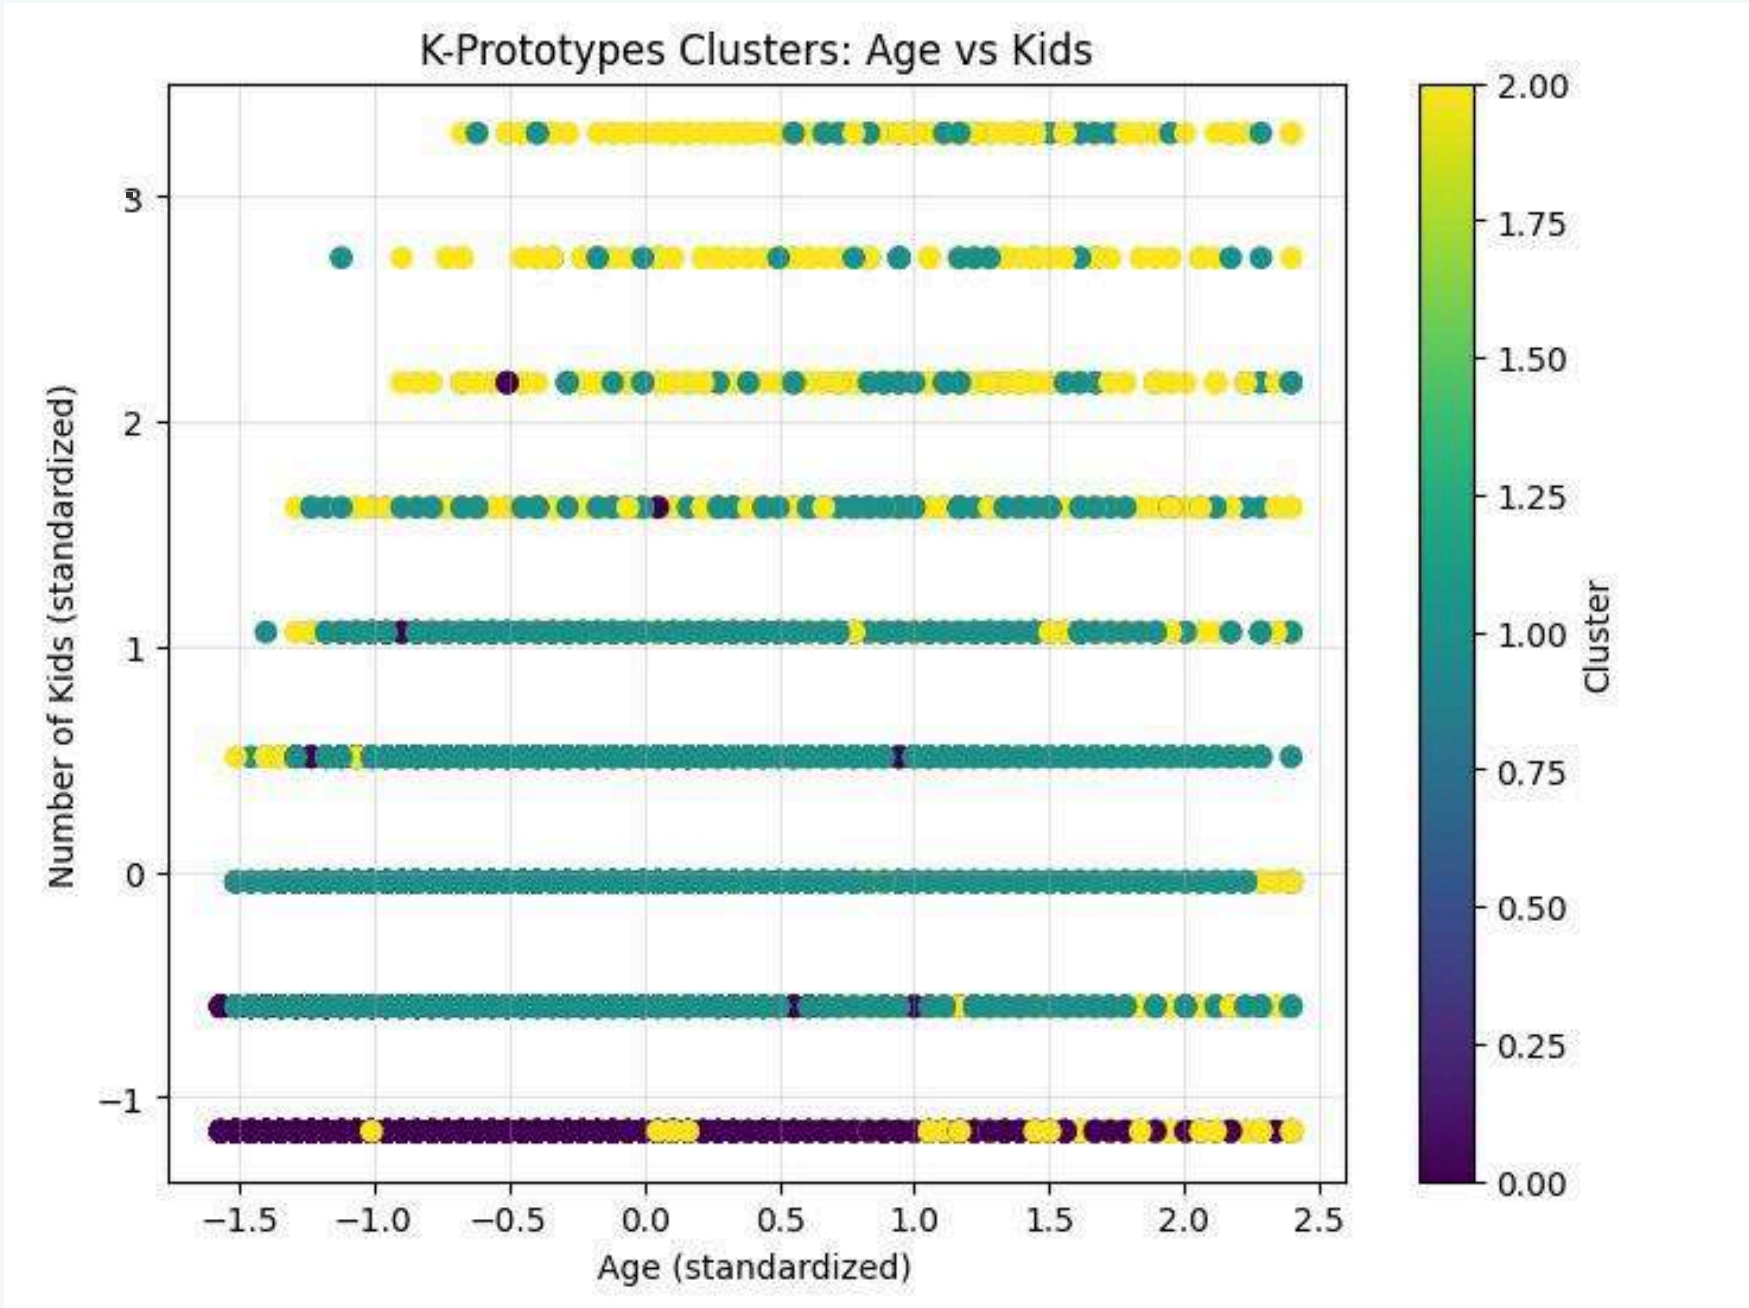 K-Prototypes Clusters: Age vs Kids
3
2
1
0
−1
Number of Kids (standardized)
−1.5 −1.0 −0.5 0.0 0.5 1.0 1.5 2.0 2.5
Age (standardized)
2.00
1.75
1.50
1.25
1.00
0.75
0.50
0.25
0.00
Cluster